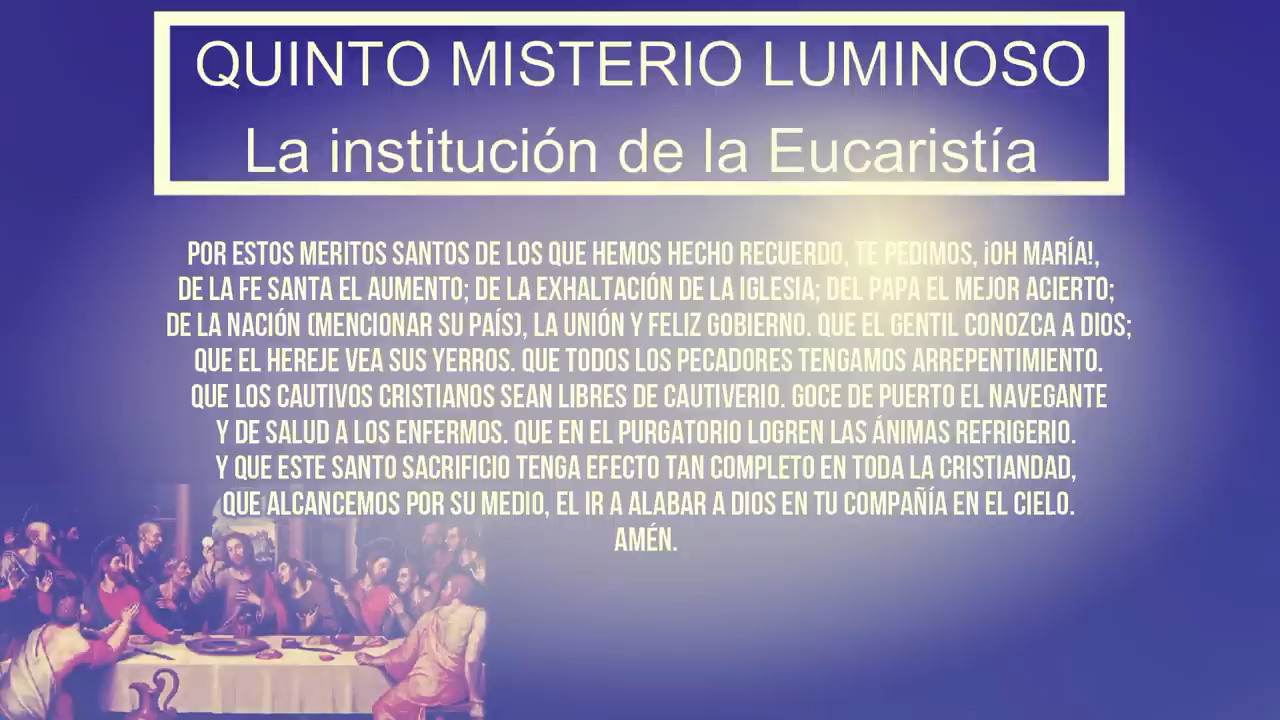 QUINTO MISTERIO LUMINOSO
La institución de la Eucaristía
POR ESTOS MERITOS SANTOS DE LOS QUE HEMOS HECHO RECUERDO, TE PEDIMOS, ¡OH MARÍA!,
DE LA FE SANTA EL AUMENTO; DE LA EXHALTACIÓN DE LA IGLESIA; DEL PAPA EL MEJOR ACIERTO;
DE LA NACIÓN (MENCIONAR SU PAÍS), LA UNIÓN Y FELIZ GOBIERNO. QUE EL GENTIL CONOZCA A DIOS;
QUE EL HEREJE VEA SUS YERROS. QUE TODOS LOS PECADORES TENGAMOS ARREPENTIMIENTO.
QUE LOS CAUTIVOS CRISTIANOS SEAN LIBRES DE CAUTIVERIO. GOCE DE PUERTO EL NAVEGANTE
Y DE SALUD A LOS ENFERMOS. QUE EN EL PURGATORIO LOGREN LAS ÁNIMAS REFRIGERIO.
Y QUE ESTE SANTO SACRIFICIO TENGA EFECTO TAN COMPLETO EN TODA LA CRISTIANDAD,
QUE ALCANCEMOS POR SU MEDIO, EL IR A ALABAR A DIOS EN TU COMPAÑÍA EN EL CIELO.
AMÉN.